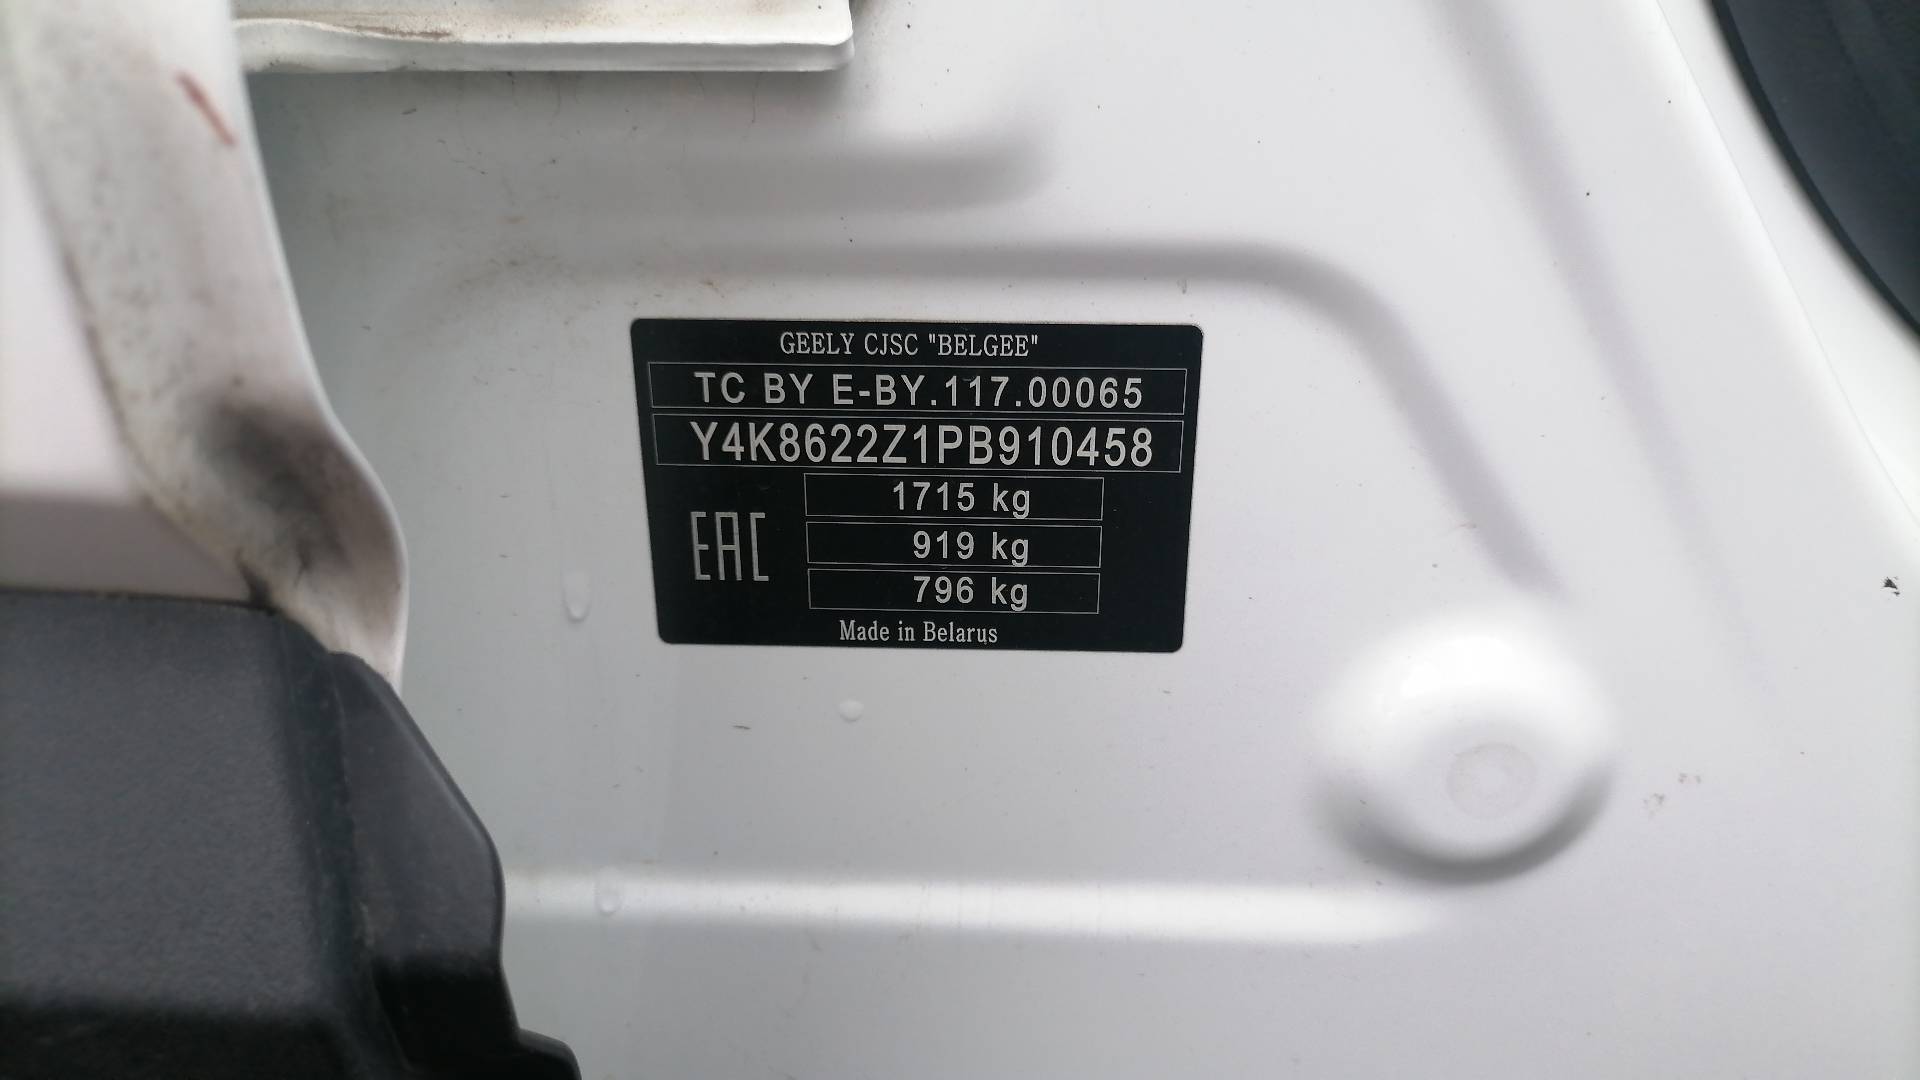 GEELY CJSC "BELGEE"
TC BY E-BY.117.00065
Y4K8622Z1PB910458
1715 kg
EAC
919 kg
796 kg
Made in Belarus